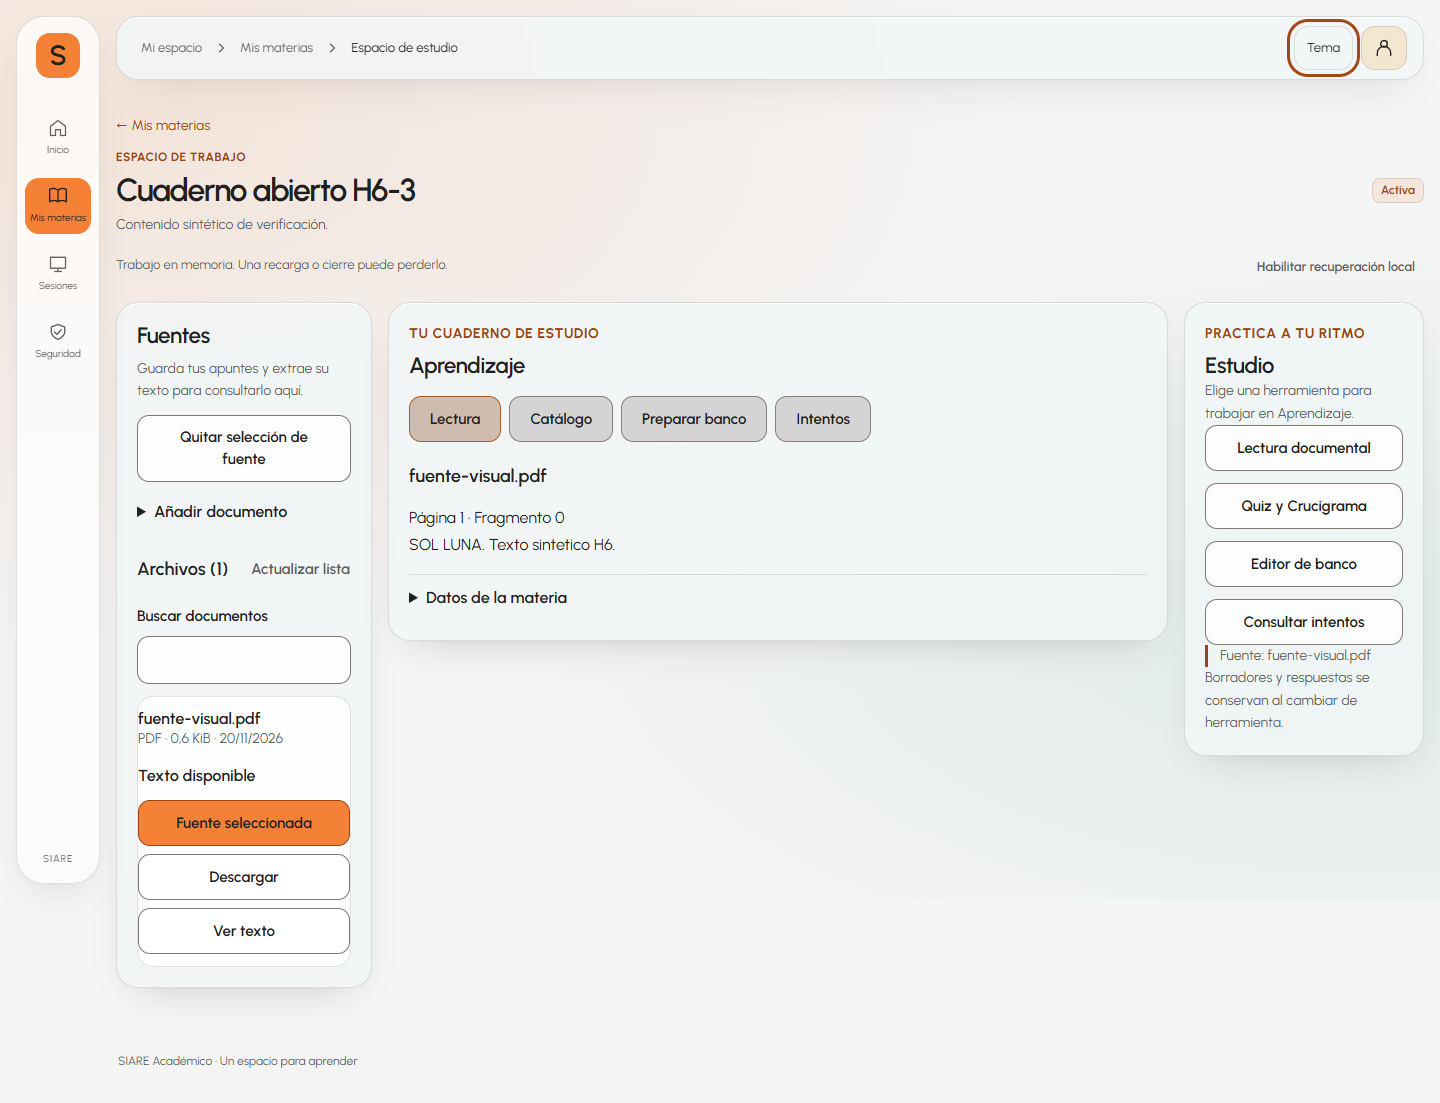 S
Mi espacio > Mis materias > Espacio de estudio
Tema
Inicio
Mis materias
Sesiones
Seguridad
SIARE
← Mis materias
ESPACIO DE TRABAJO
Cuaderno abierto H6-3
Activa
Contenido sintético de verificación.
Trabajo en memoria. Una recarga o cierre puede perderlo.
Habilitar recuperación local
Fuentes
Guarda tus apuntes y extrae su
texto para consultarlo aquí.
Quitar selección de
fuente
Añadir documento
Archivos (1) Actualizar lista
Buscar documentos
fuente-visual.pdf
PDF · 0,6 KiB · 20/11/2026
Texto disponible
Fuente seleccionada
Descargar
Ver texto
TU CUADERNO DE ESTUDIO
Aprendizaje
Lectura Catálogo Preparar banco Intentos
fuente-visual.pdf
Página 1 · Fragmento 0
SOL LUNA. Texto sintetico H6.
Datos de la materia
PRACTICA A TU RITMO
Estudio
Elige una herramienta para
trabajar en Aprendizaje.
Lectura documental
Quiz y Crucigrama
Editor de banco
Consultar intentos
Fuente: fuente-visual.pdf
Borradores y respuestas se
conservan al cambiar de
herramienta.
SIARE Académico · Un espacio para aprender